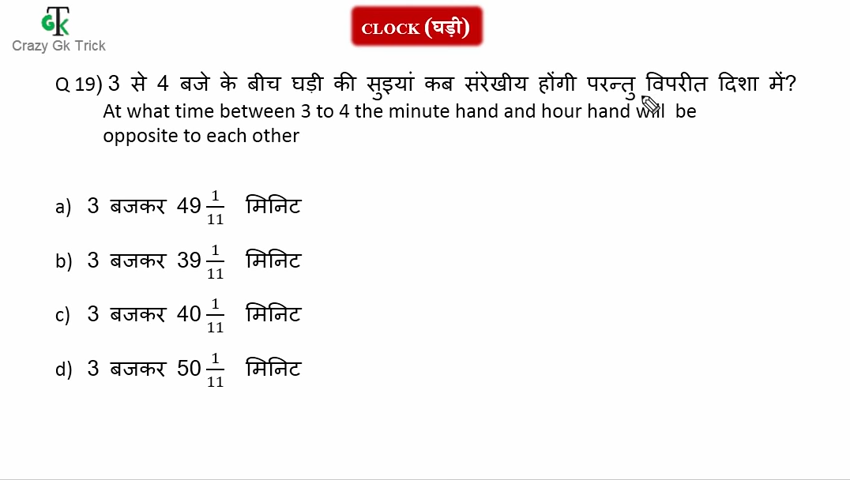 GK
Crazy Gk Trick
CLOCK (घड़ी)
Q 19) 3 से 4 बजे के बीच घड़ी की सुइयां कब संरेखीय होंगी परन्तु विपरीत दिशा में?
At what time between 3 to 4 the minute hand and hour hand will be
opposite to each other
a) 3 बजकर 49 1/11 मिनिट
b) 3 बजकर 39 1/11 मिनिट
c) 3 बजकर 40 1/11 मिनिट
d) 3 बजकर 50 1/11 मिनिट